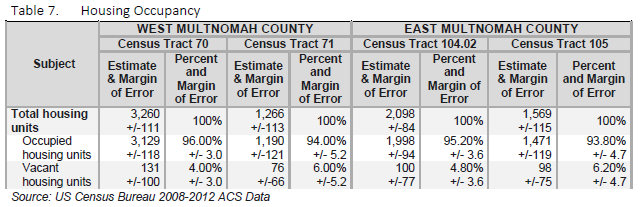 Table 7. Housing Occupancy
WEST MULTNOMAH COUNTY EAST MULTNOMAH COUNTY
Subject Census Tract 70 Census Tract 71 Census Tract 104.02 Census Tract 105
Estimate & Margin of Error Percent and Margin of Error Estimate & Margin of Error Percent and Margin of Error Estimate & Margin of Error Percent and Margin of Error Estimate & Margin of Error Percent and Margin of Error
Total housing units 3,260 +/-111 100% 1,266 +/-113 100% 2,098 +/-84 100% 1,569 +/-115 100%
Occupied 3,129 96.00% 1,190 94.00% 1,998 95.20% 1,471 93.80%
housing units +/-118 +/- 3.0 +/-121 +/- 5.2 +/-94 +/- 3.6 +/-119 +/- 4.7
Vacant 131 4.00% 76 6.00% 100 4.80% 98 6.20%
housing units +/-100 +/- 3.0 +/-66 +/-5.2 +/-77 +/- 3.6 +/-75 +/- 4.7
Source: US Census Bureau 2008-2012 ACS Data